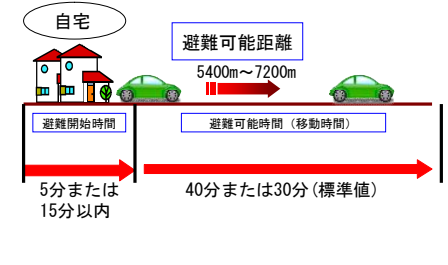 自宅
避難可能距離
5400m～7200m
避難開始時間
避難可能時間（移動時間）
5分または
15分以内
40分または30分(標準値)